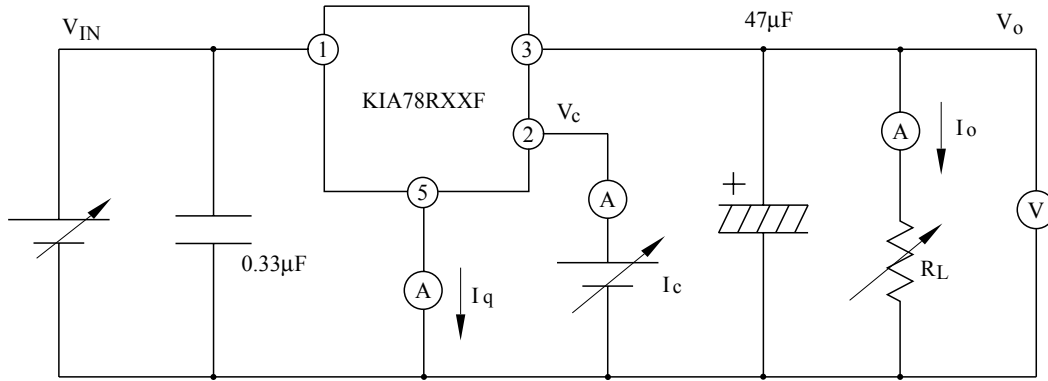 47μF
V_IN
V_o
1
3
KIA78RXXF
V_c
2
A
I_o
5
A
+
V
0.33μF
A
I_q
I_c
R_L